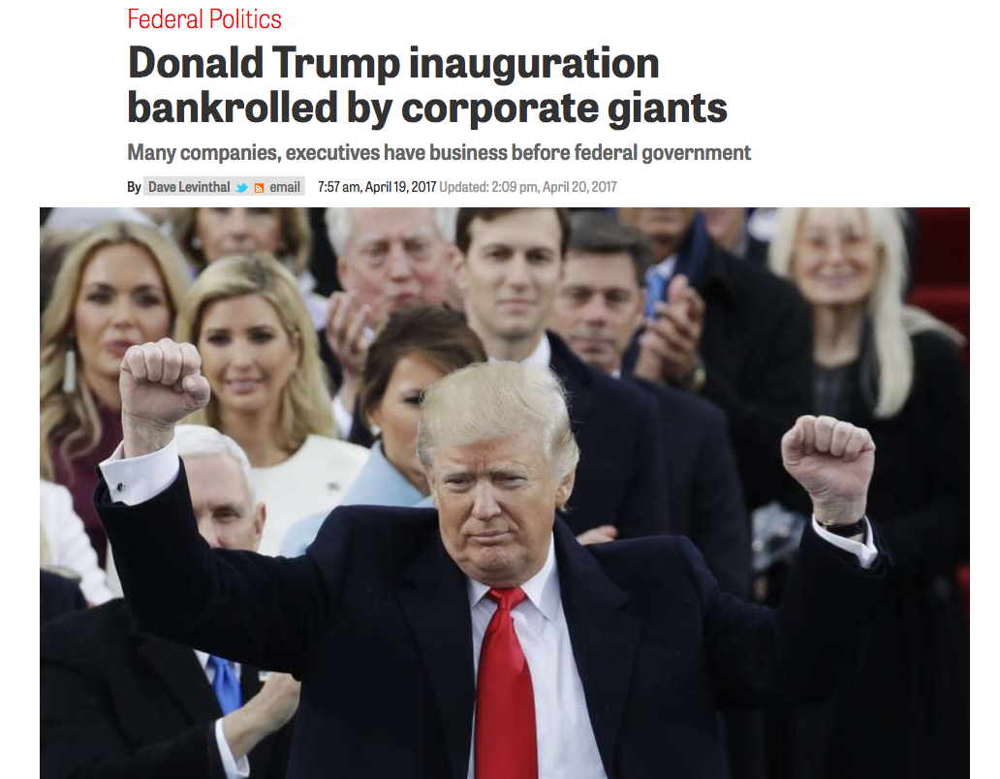 Federal Politics
Donald Trump inauguration
bankrolled by corporate giants
Many companies, executives have business before federal government
By Dave Levinthal email 7:57 am, April 19, 2017 Updated: 2:09 pm, April 20, 2017